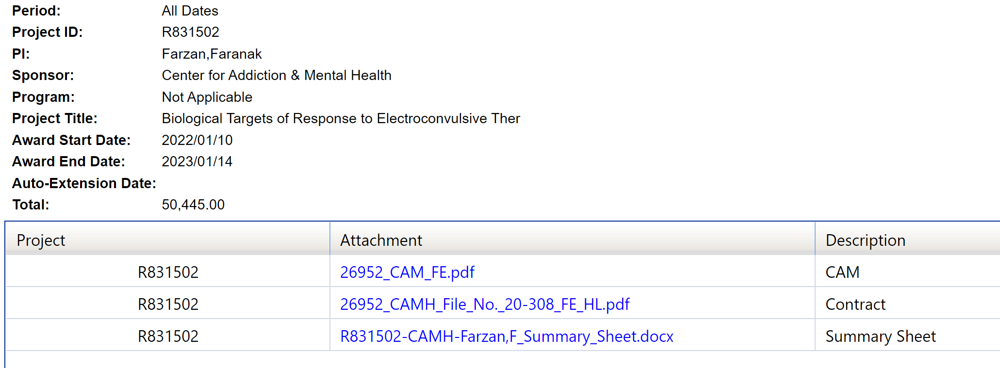 Period: All Dates
Project ID: R831502
PI: Farzan,Faranak
Sponsor: Center for Addiction & Mental Health
Program: Not Applicable
Project Title: Biological Targets of Response to Electroconvulsive Ther
Award Start Date: 2022/01/10
Award End Date: 2023/01/14
Auto-Extension Date:
Total: 50,445.00
Project Attachment Description
R831502 26952_CAM_FE.pdf CAM
R831502 26952_CAMH_File_No._20-308_FE_HL.pdf Contract
R831502 R831502-CAMH-Farzan,F_Summary_Sheet.docx Summary Sheet